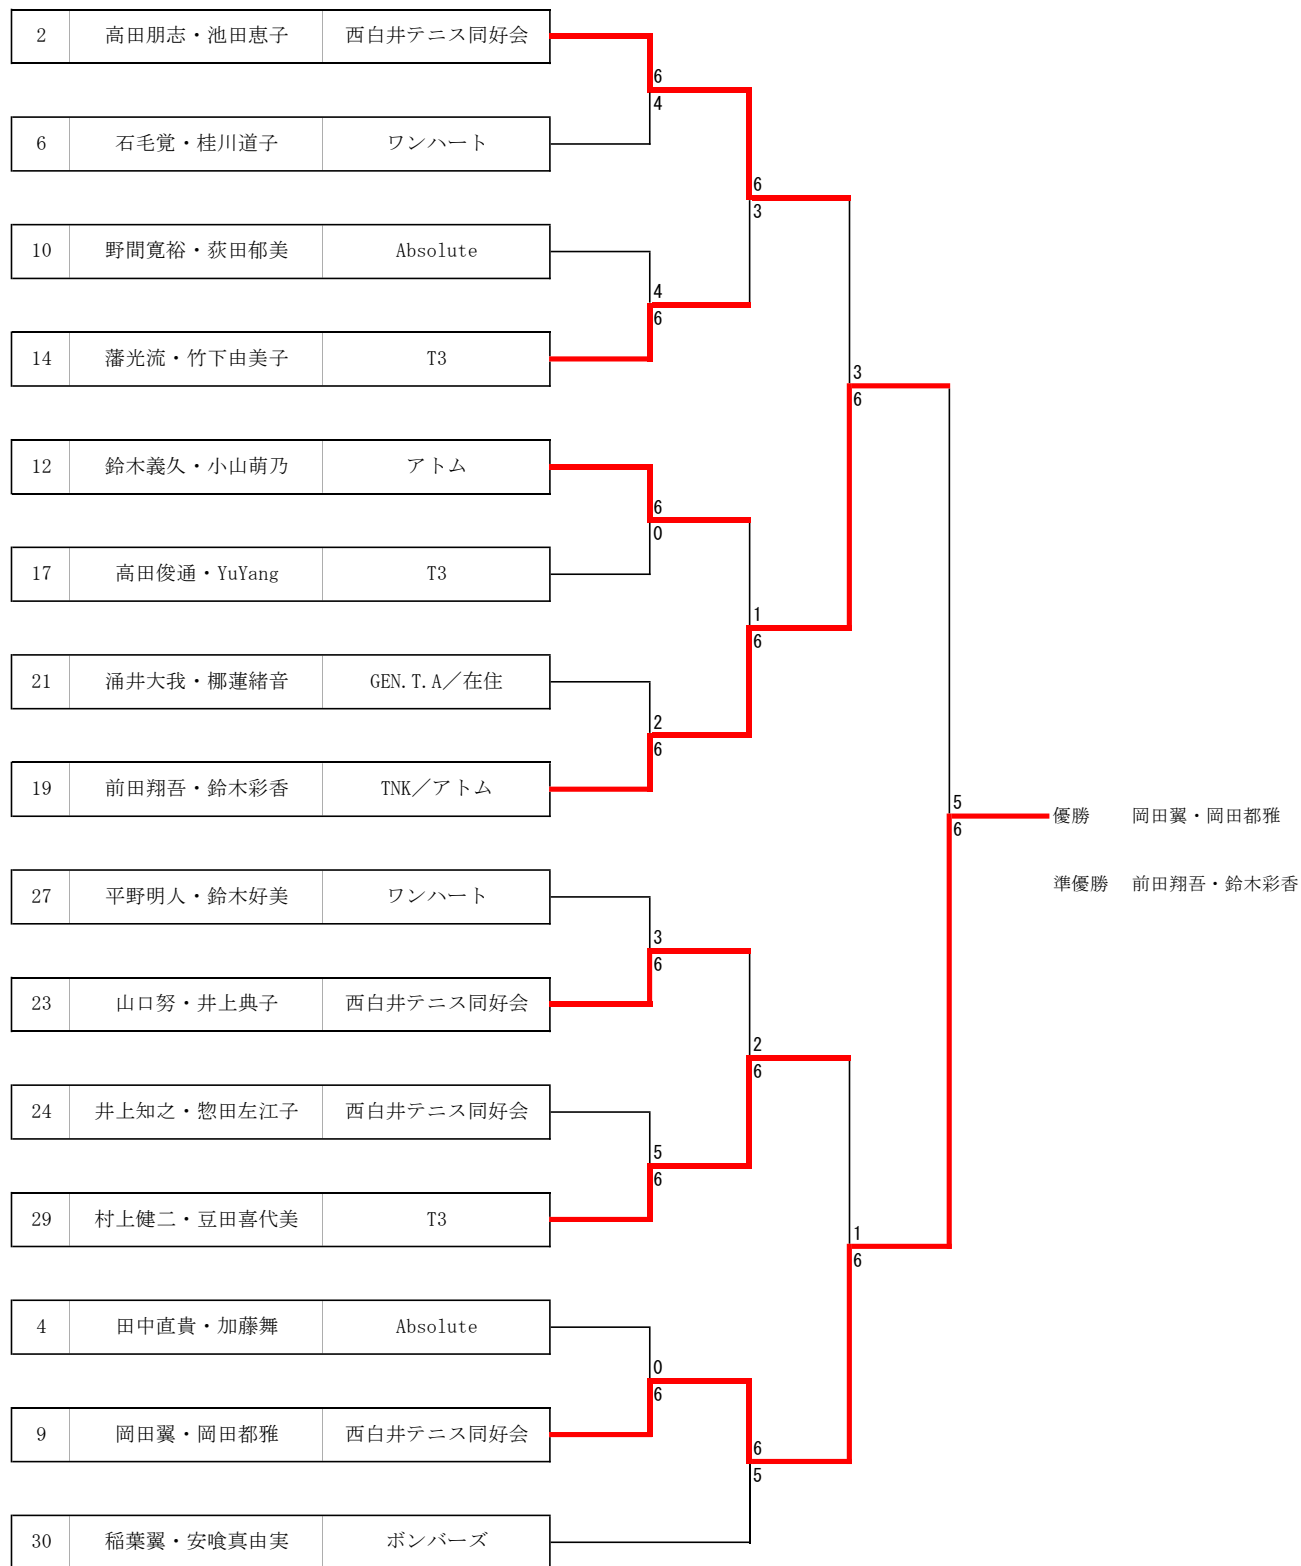 2 高田朋志・池田恵子 西白井テニス同好会
6
4
6 石毛覚・桂川道子 ワンハート
6
3
10 野間寛裕・荻田郁美 Absolute
4
6
14 藩光流・竹下由美子 T3
3
6
12 鈴木義久・小山萌乃 アトム
6
0
17 高田俊通・YuYang T3
1
6
21 涌井大我・梛蓮緒音 GEN.T.A／在住
2
6
19 前田翔吾・鈴木彩香 TNK／アトム
5
6
優勝 岡田翼・岡田都雅
準優勝 前田翔吾・鈴木彩香
27 平野明人・鈴木好美 ワンハート
3
6
23 山口努・井上典子 西白井テニス同好会
2
6
24 井上知之・惣田左江子 西白井テニス同好会
5
6
29 村上健二・豆田喜代美 T3
1
6
4 田中直貴・加藤舞 Absolute
0
6
9 岡田翼・岡田都雅 西白井テニス同好会
6
5
30 稲葉翼・安喰真由実 ボンバーズ